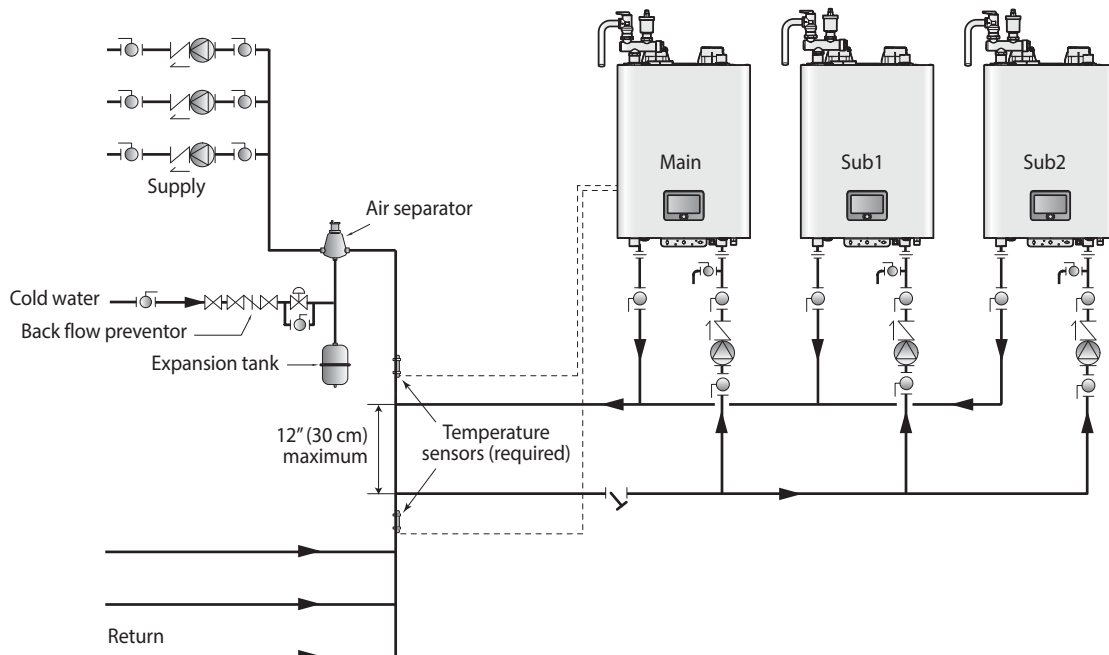 Main
Sub1
Sub2
Supply
Air separator
Cold water
Back flow preventor
Expansion tank
12” (30 cm)
maximum
Temperature
sensors (required)
Return